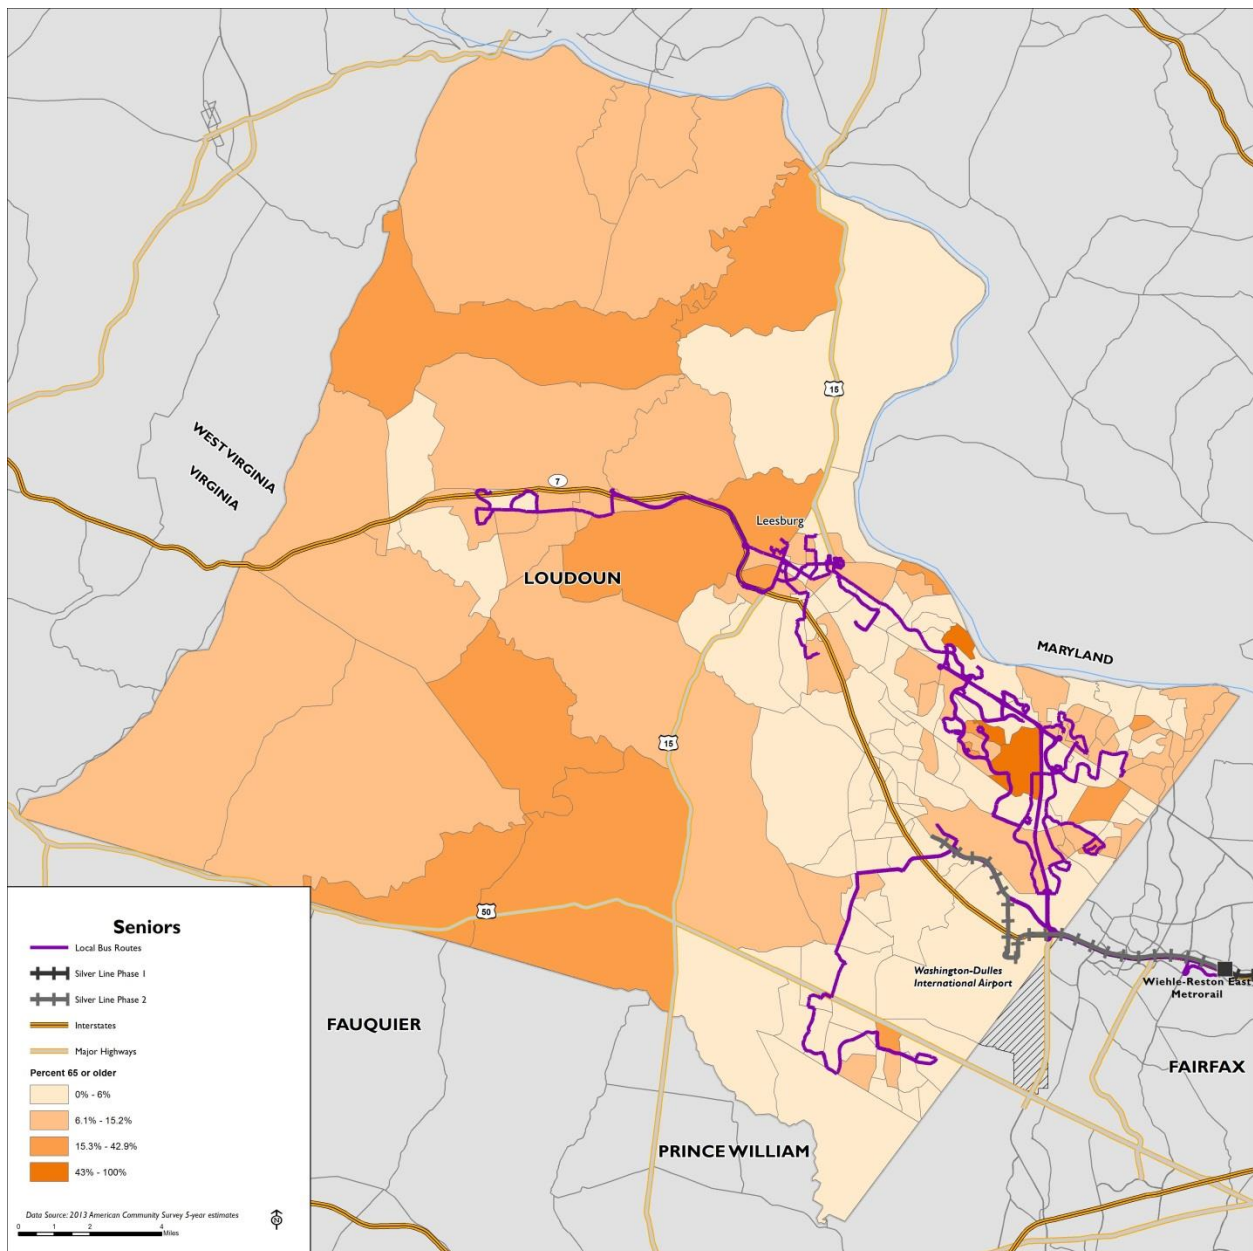 15
WEST VIRGINIA
VIRGINIA
7
Leesburg
LOUDOUN
MARYLAND
15
50
Washington-Dulles
International Airport
Wiehle-Reston East
Metrorail
FAUQUIER
FAIRFAX
PRINCE WILLIAM
Seniors
Local Bus Routes
Silver Line Phase 1
Silver Line Phase 2
Interstates
Major Highways
Percent 65 or older
0% - 6%
6.1% - 15.2%
15.3% - 42.9%
43% - 100%
Data Source: 2013 American Community Survey 5-year estimates
N
0 1 2 4
Miles